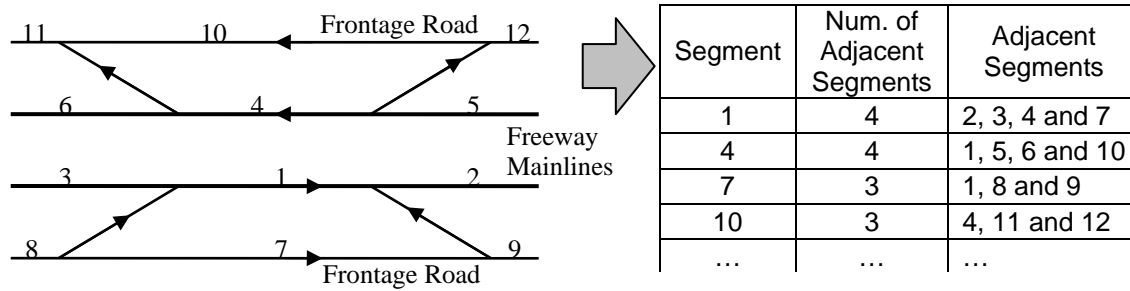 11 10 Frontage Road 12
6 4 5
Freeway
Mainlines
3 1 2
8 7 9
Frontage Road
Segment Num. of Adjacent Segments Adjacent Segments
1 4 2, 3, 4 and 7
4 4 1, 5, 6 and 10
7 3 1, 8 and 9
10 3 4, 11 and 12
… … …